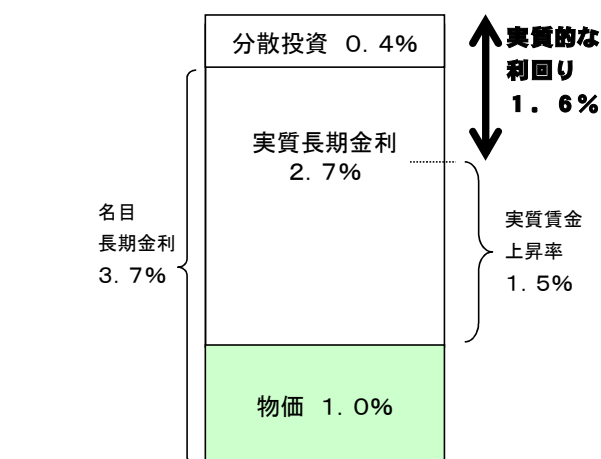 分散投資 ０.４%
実質的な
利回り
１．６％
実質長期金利
２.７%
名目
長期金利
３.７%
実質賃金
上昇率
１.５%
物価 １.０%